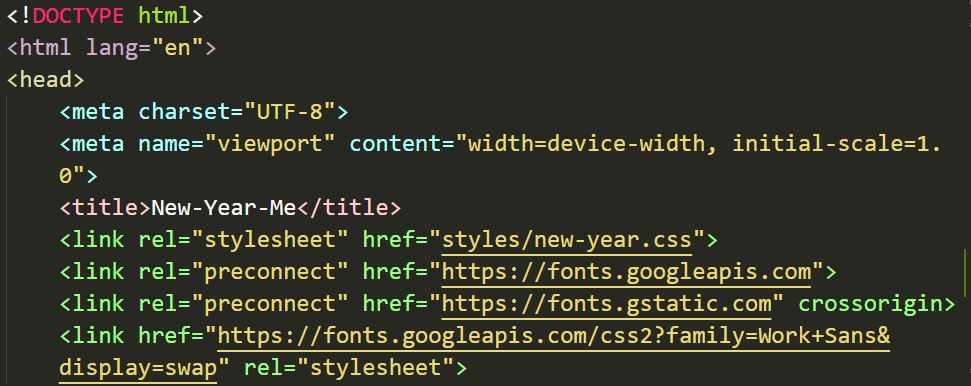 <!DOCTYPE html>
<html lang="en">
<head>
<meta charset="UTF-8">
<meta name="viewport" content="width=device-width, initial-scale=1.
0">
<title>New-Year-Me</title>
<link rel="stylesheet" href="styles/new-year.css">
<link rel="preconnect" href="https://fonts.googleapis.com">
<link rel="preconnect" href="https://fonts.gstatic.com" crossorigin>
<link href="https://fonts.googleapis.com/css2?family=Work+Sans&
display=swap" rel="stylesheet">